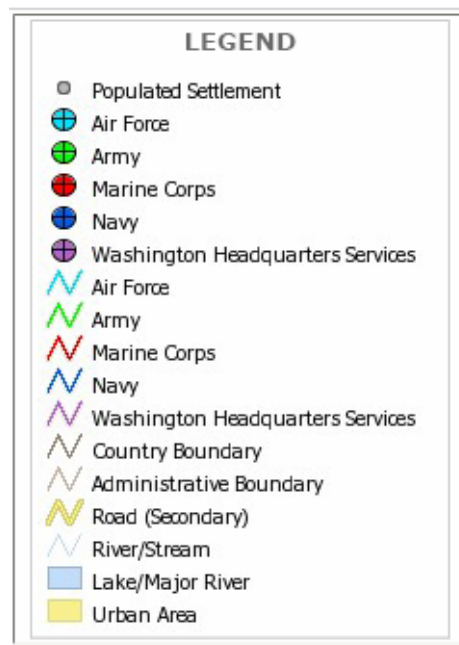 LEGEND
Populated Settlement
Air Force
Army
Marine Corps
Navy
Washington Headquarters Services
Air Force
Army
Marine Corps
Navy
Washington Headquarters Services
Country Boundary
Administrative Boundary
Road (Secondary)
River/Stream
Lake/Major River
Urban Area